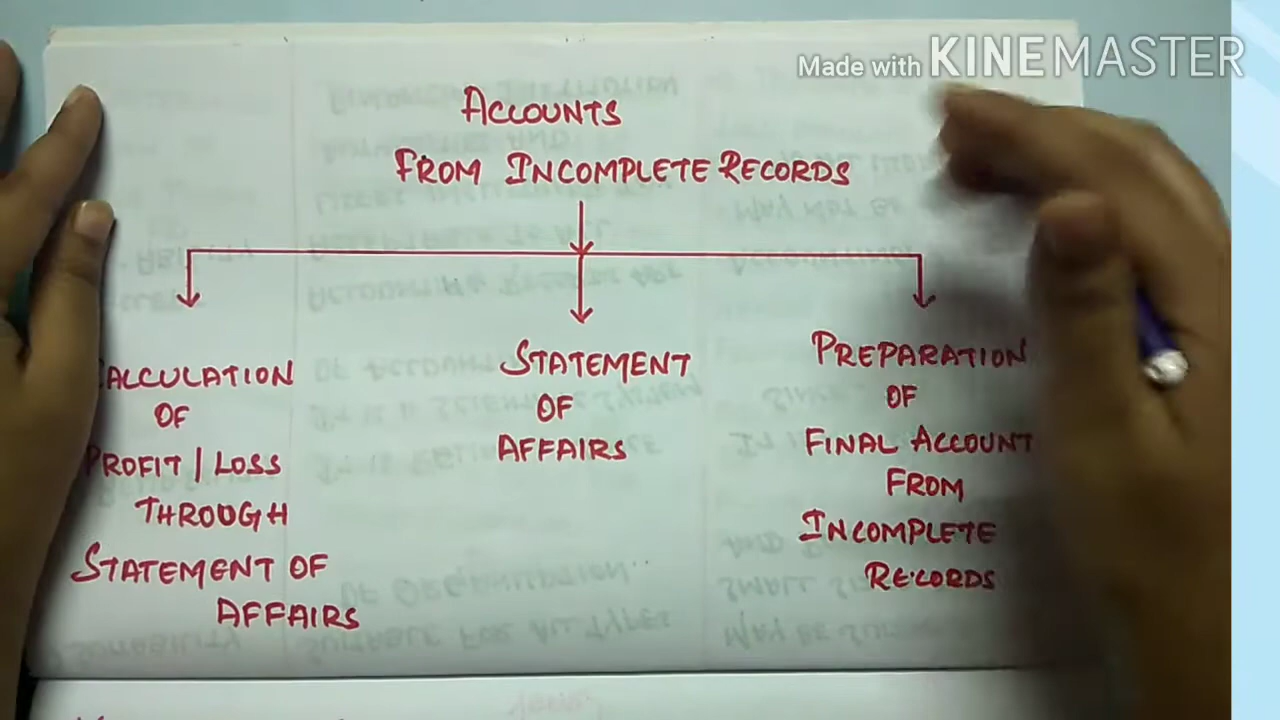 Made with KINEMASTER
ACCOUNTS
FROM INCOMPLETE RECORDS
CALCULATION
OF
PROFIT / LOSS
THROUGH
STATEMENT OF
AFFAIRS
STATEMENT
OF
AFFAIRS
PREPARATION
OF
FINAL ACCOUNT
FROM
INCOMPLETE
RECORDS